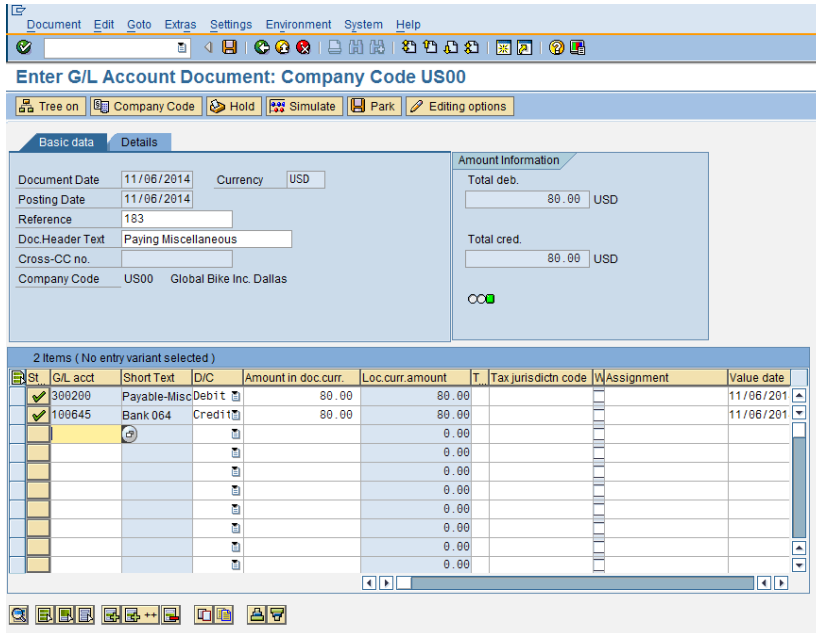 Document Edit Goto Extras Settings Environment System Help
Enter G/L Account Document: Company Code US00
Tree on Company Code Hold Simulate Park Editing options
Basic data Details
Amount Information
Document Date 11/06/2014 Currency USD
Total deb.
Posting Date 11/06/2014
80.00 USD
Reference 183
Doc.Header Text Paying Miscellaneous
Total cred.
Cross-CC no.
80.00 USD
Company Code US00 Global Bike Inc. Dallas
2 Items ( No entry variant selected )
St... G/L acct Short Text D/C Amount in doc.curr. Loc.curr.amount T... Tax jurisdictn code W Assignment Value date
300200 Payable-Misc Debit 80.00 80.00 11/06/201
100645 Bank 064 Credit 80.00 80.00 11/06/201
0.00
0.00
0.00
0.00
0.00
0.00
0.00
0.00